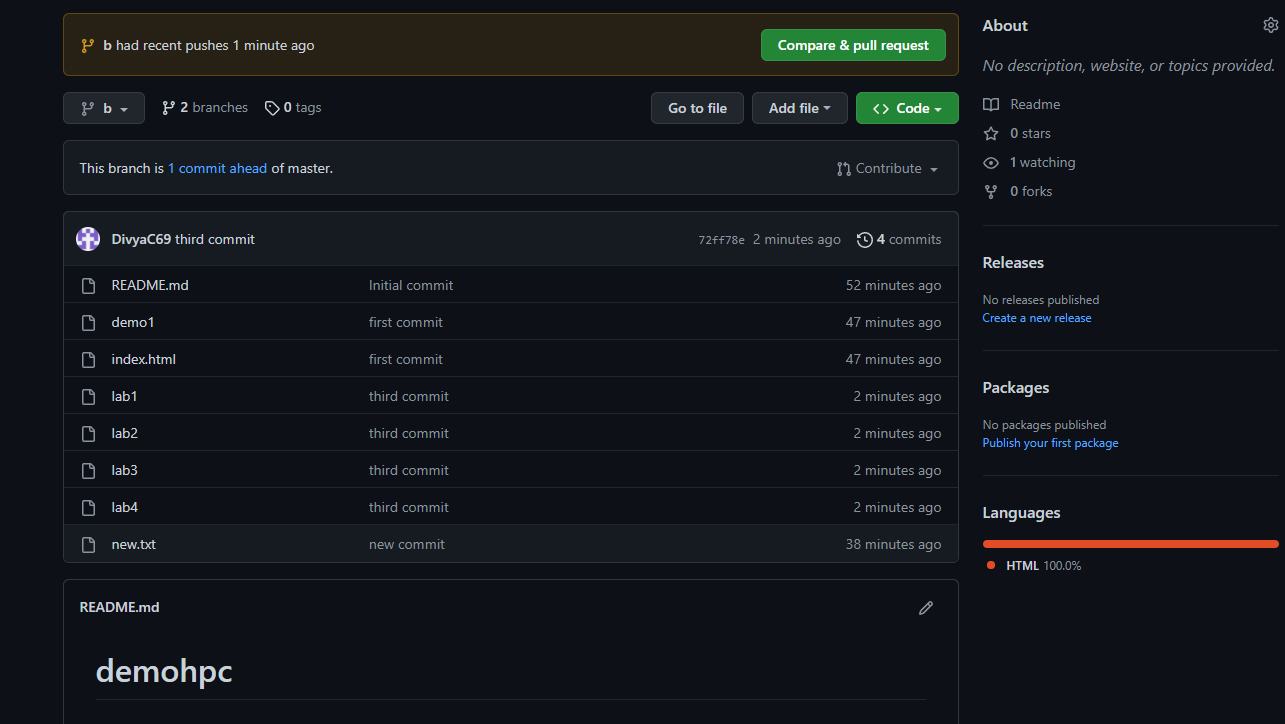 b had recent pushes 1 minute ago
Compare & pull request
b
2 branches
0 tags
Go to file
Add file
Code
This branch is 1 commit ahead of master.
Contribute
DivyaC69 third commit
72ff78e 2 minutes ago
4 commits
README.md Initial commit 52 minutes ago
demo1 first commit 47 minutes ago
index.html first commit 47 minutes ago
lab1 third commit 2 minutes ago
lab2 third commit 2 minutes ago
lab3 third commit 2 minutes ago
lab4 third commit 2 minutes ago
new.txt new commit 38 minutes ago
README.md
demohpc
About
No description, website, or topics provided.
Readme
0 stars
1 watching
0 forks
Releases
No releases published
Create a new release
Packages
No packages published
Publish your first package
Languages
HTML 100.0%